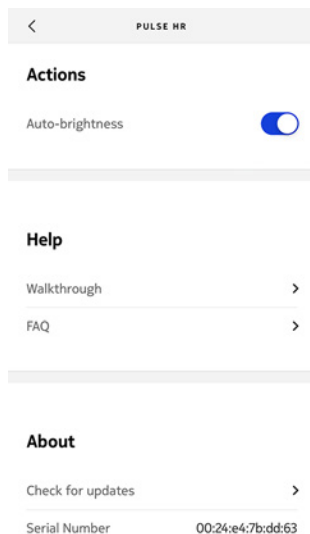 PULSE HR
Actions
Auto-brightness
Help
Walkthrough
FAQ
About
Check for updates
Serial Number 00:24:e4:7b:dd:63